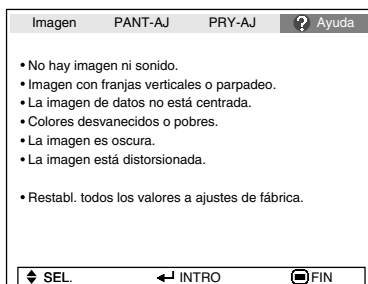 Imagen PANT-AJ PRY-AJ ? Ayuda
• No hay imagen ni sonido.
• Imagen con franjas verticales o parpadeo.
• La imagen de datos no está centrada.
• Colores desvanecidos o pobres.
• La imagen es oscura.
• La imagen está distorsionada.
• Restabl. todos los valores a ajustes de fábrica.
SEL. INTRO FIN